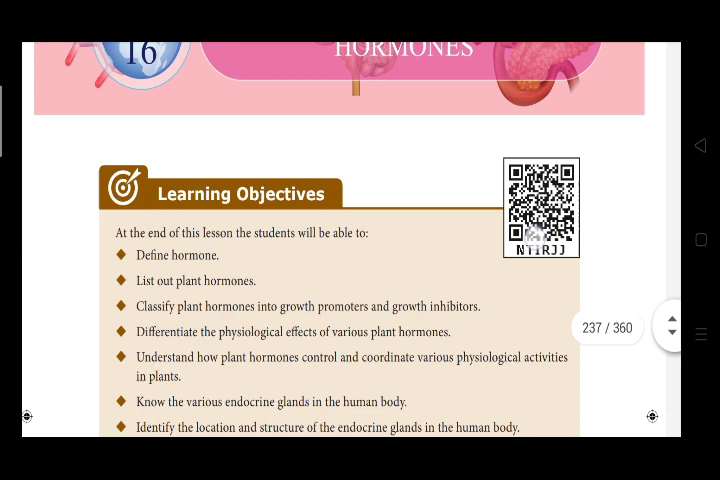 16
HORMONES
Learning Objectives
NTIRJJ
At the end of this lesson the students will be able to:
Define hormone.
List out plant hormones.
Classify plant hormones into growth promoters and growth inhibitors.
Differentiate the physiological effects of various plant hormones.
Understand how plant hormones control and coordinate various physiological activities
in plants.
Know the various endocrine glands in the human body.
Identify the location and structure of the endocrine glands in the human body.
237 / 360